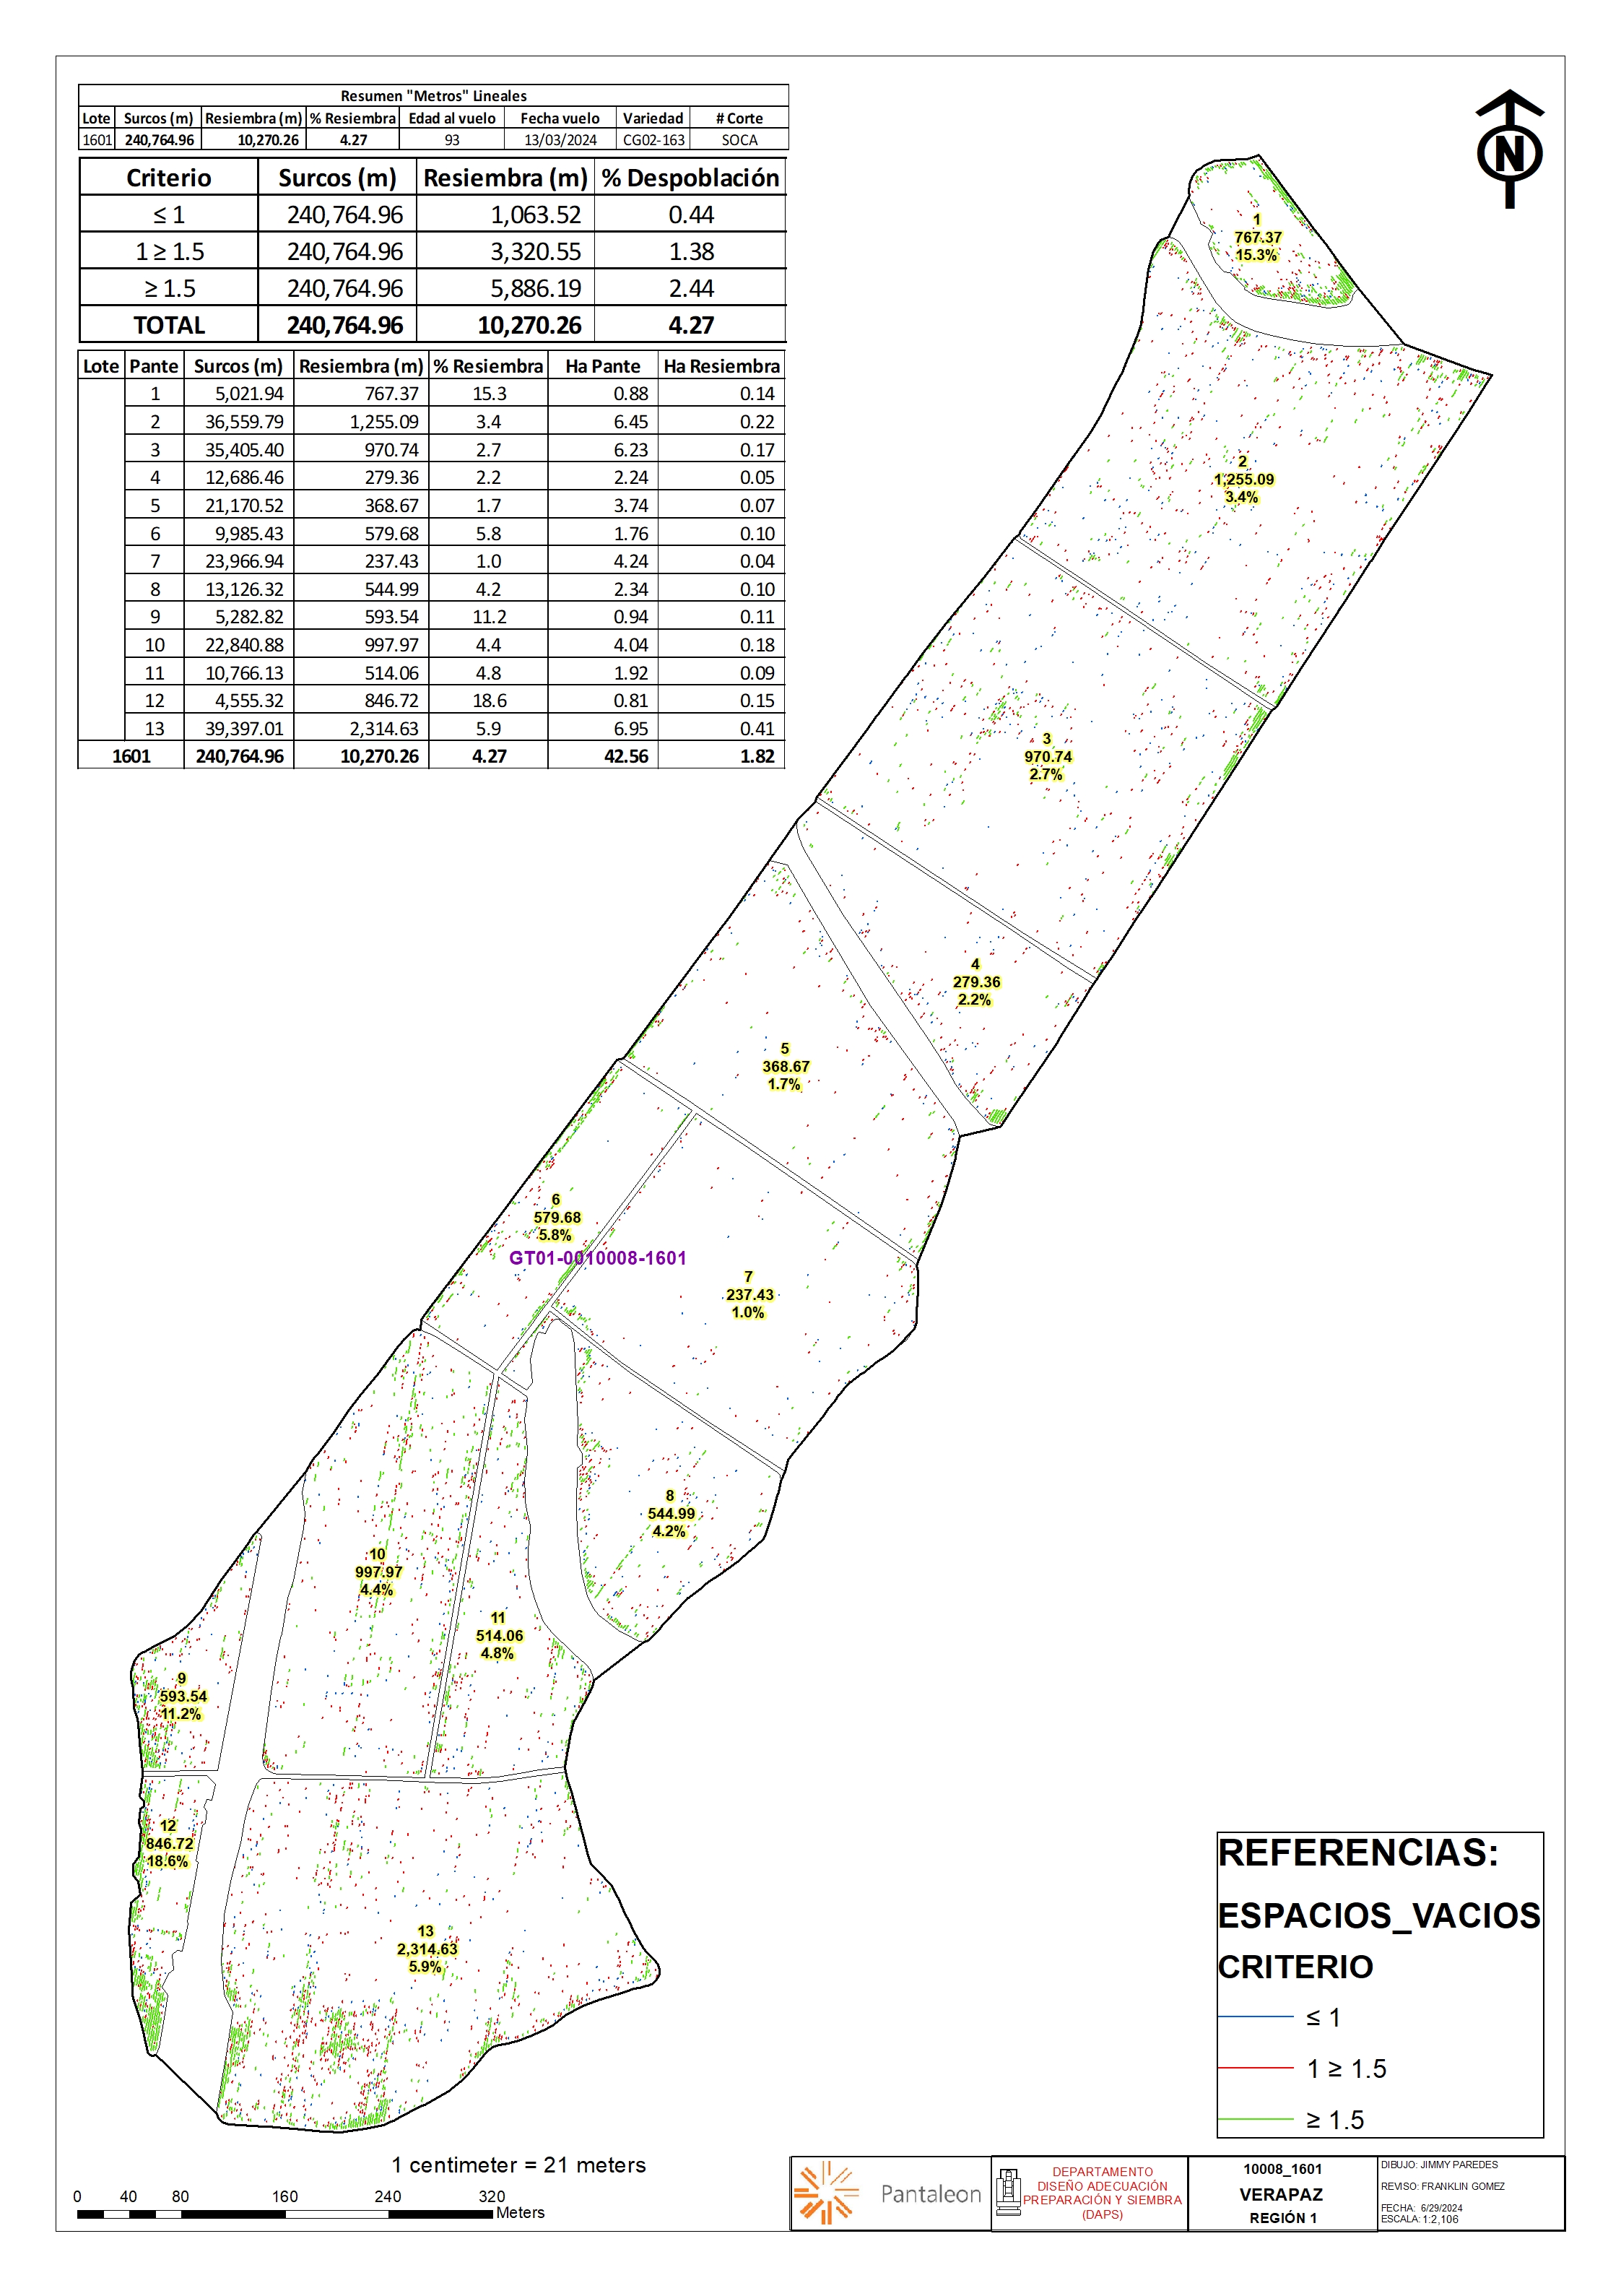 Resumen "Metros" Lineales
Lote Surcos (m) Resiembra (m) % Resiembra Edad al vuelo Fecha vuelo Variedad # Corte
1601 240,764.96 10,270.26 4.27 93 13/03/2024 CG02-163 SOCA
Criterio Surcos (m) Resiembra (m) % Despoblación
≤ 1 240,764.96 1,063.52 0.44
1 ≥ 1.5 240,764.96 3,320.55 1.38
≥ 1.5 240,764.96 5,886.19 2.44
TOTAL 240,764.96 10,270.26 4.27
Lote Pante Surcos (m) Resiembra (m) % Resiembra Ha Pante Ha Resiembra
1 5,021.94 767.37 15.3 0.88 0.14
2 36,559.79 1,255.09 3.4 6.45 0.22
3 35,405.40 970.74 2.7 6.23 0.17
4 12,686.46 279.36 2.2 2.24 0.05
5 21,170.52 368.67 1.7 3.74 0.07
6 9,985.43 579.68 5.8 1.76 0.10
7 23,966.94 237.43 1.0 4.24 0.04
8 13,126.32 544.99 4.2 2.34 0.10
9 5,282.82 593.54 11.2 0.94 0.11
10 22,840.88 997.97 4.4 4.04 0.18
11 10,766.13 514.06 4.8 1.92 0.09
12 4,555.32 846.72 18.6 0.81 0.15
13 39,397.01 2,314.63 5.9 6.95 0.41
1601 240,764.96 10,270.26 4.27 42.56 1.82
N
1
767.37
15.3%
2
1,255.09
3.4%
3
970.74
2.7%
4
279.36
2.2%
5
368.67
1.7%
6
579.68
5.8%
GT01-0010008-1601
7
237.43
1.0%
8
544.99
4.2%
10
997.97
4.4%
11
514.06
4.8%
9
593.54
11.2%
12
846.72
18.6%
13
2,314.63
5.9%
REFERENCIAS:
ESPACIOS_VACIOS
CRITERIO
≤ 1
1 ≥ 1.5
≥ 1.5
1 centimeter = 21 meters
0 40 80 160 240 320
Meters
Pantaleon
DEPARTAMENTO
DISEÑO ADECUACIÓN
PREPARACIÓN Y SIEMBRA
(DAPS)
10008_1601
VERAPAZ
REGIÓN 1
DIBUJO: JIMMY PAREDES
REVISO: FRANKLIN GOMEZ
FECHA: 6/29/2024
ESCALA: 1:2,106